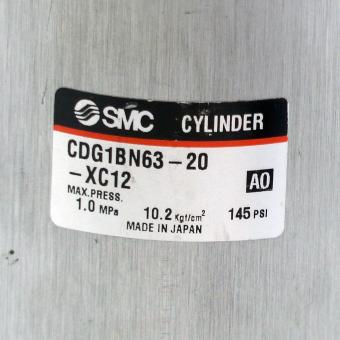 SMC CYLINDER
CDG1BN63-20
-XC12 AO
MAX.PRESS.
1.0 MPa 10.2 Kgf/cm² 145 PSI
MADE IN JAPAN